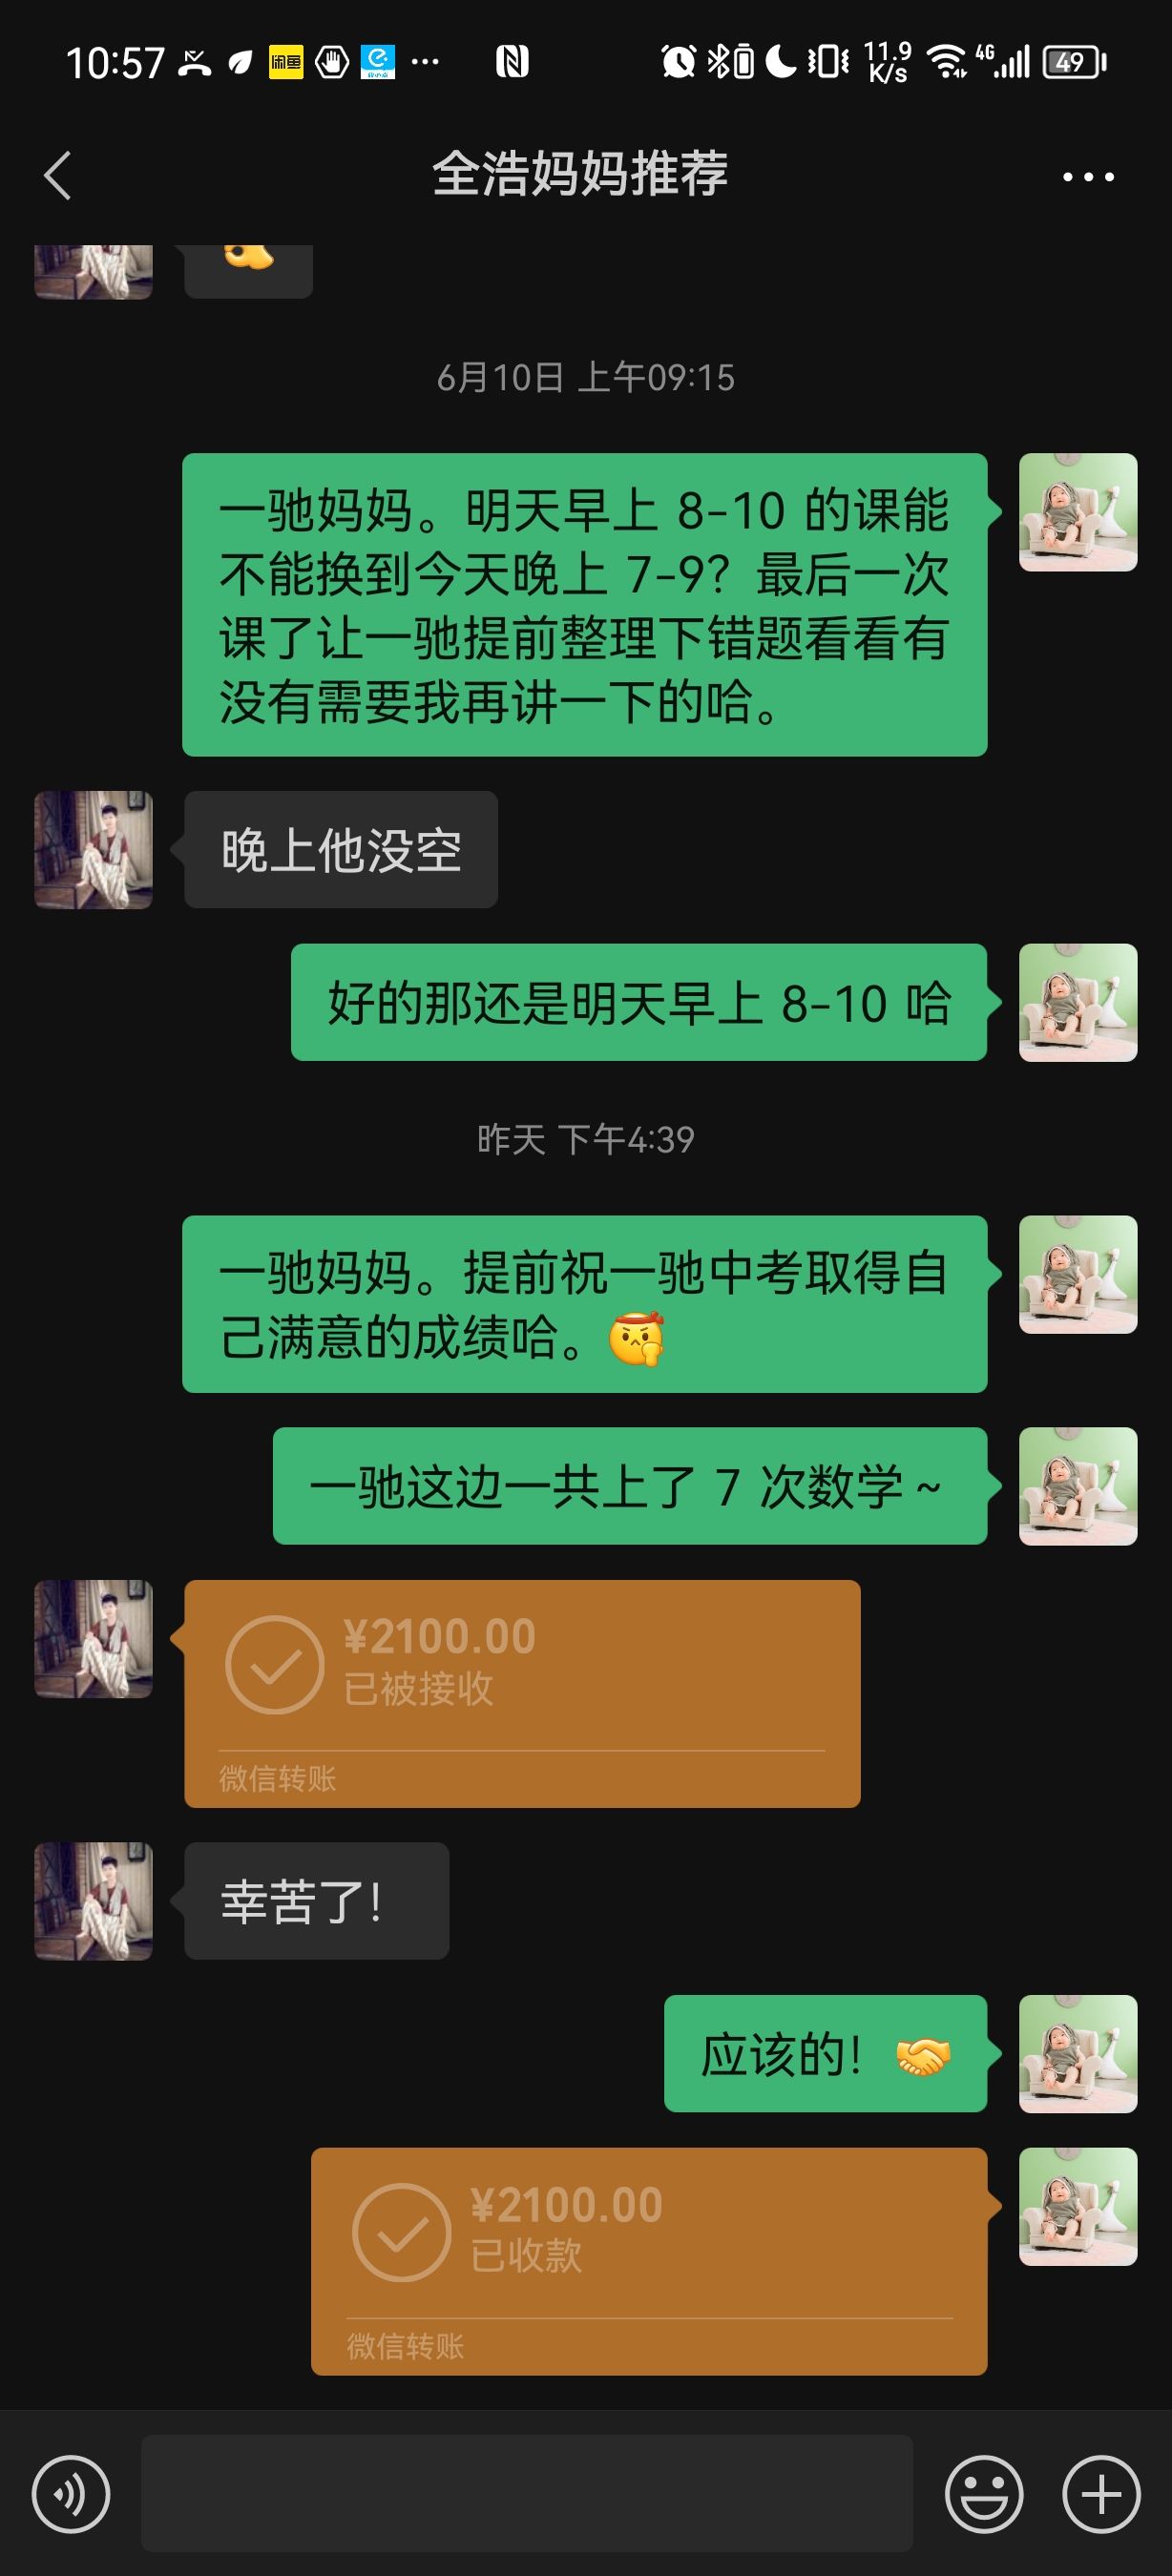 10:57
闲鱼
11.9
K/s
4G
49
全浩妈妈推荐
6月10日 上午09:15
一驰妈妈。明天早上 8-10 的课能
不能换到今天晚上 7-9？最后一次
课了让一驰提前整理下错题看看有
没有需要我再讲一下的哈。
晚上他没空
好的那还是明天早上 8-10 哈
昨天 下午4:39
一驰妈妈。提前祝一驰中考取得自
己满意的成绩哈。
一驰这边一共上了 7 次数学~
¥2100.00
已被接收
微信转账
幸苦了！
应该的！
¥2100.00
已收款
微信转账